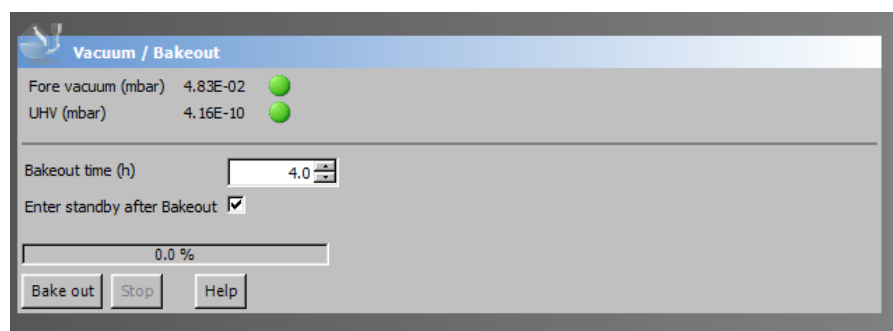 Vacuum / Bakeout
Fore vacuum (mbar) 4.83E-02
UHV (mbar) 4.16E-10
Bakeout time (h) 4.0
Enter standby after Bakeout
0.0 %
Bake out Stop Help